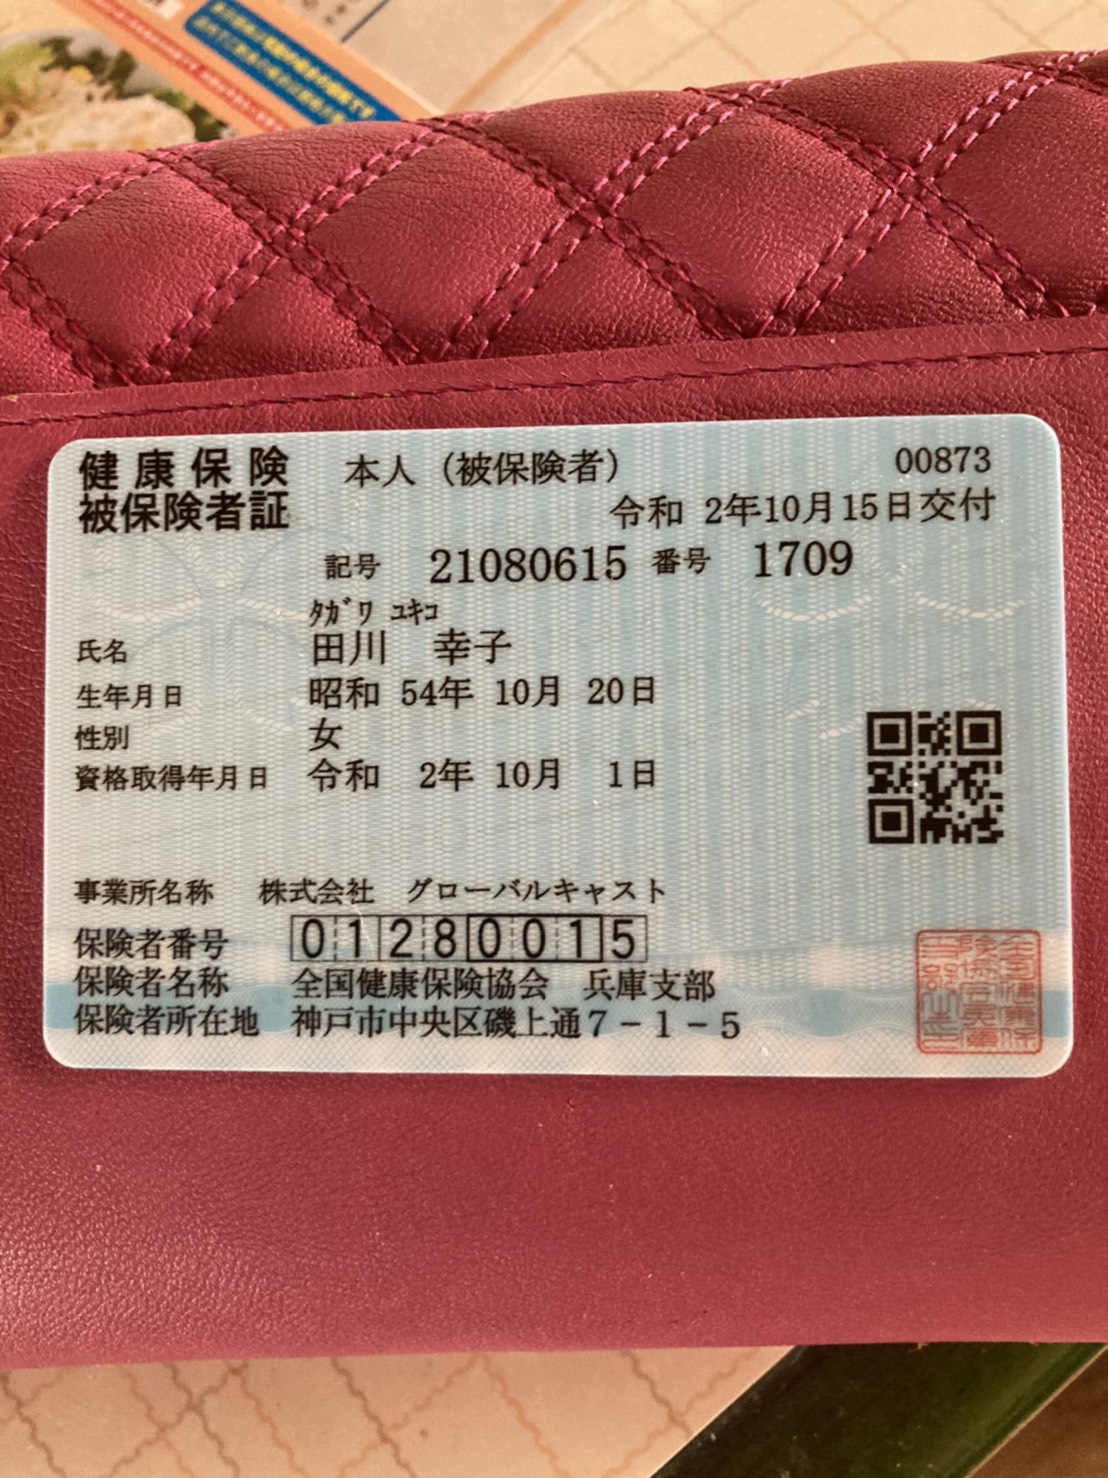 健康保険 本人（被保険者） 00873
被保険者証 令和 2年10月15日交付
記号 21080615 番号 1709
ﾀｶﾞﾜ ﾕｷｺ
氏名 田川 幸子
生年月日 昭和 54年 10月 20日
性別 女
資格取得年月日 令和 2年 10月 1日
事業所名称 株式会社 グローバルキャスト
保険者番号 01280015
保険者名称 全国健康保険協会 兵庫支部
保険者所在地 神戸市中央区磯上通7－1－5